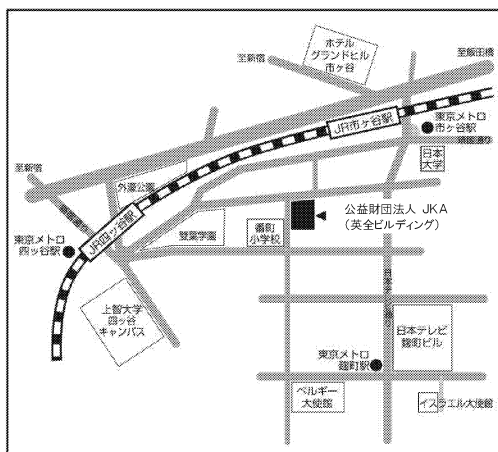 ホテル
グランドヒル
市ヶ谷
至新宿
至飯田橋
JR市ヶ谷駅
東京メトロ
市ヶ谷駅
靖国通り
日本
大学
至新宿
外濠公園
JR四ッ谷駅
東京メトロ
四ッ谷駅
雙葉学園
番町
小学校
公益財団法人 JKA
(英全ビルディング)
上智大学
四ッ谷
キャンパス
日本テレビ通り
日本テレビ
麹町ビル
東京メトロ
麹町駅
ベルギー
大使館
イスラエル大使館